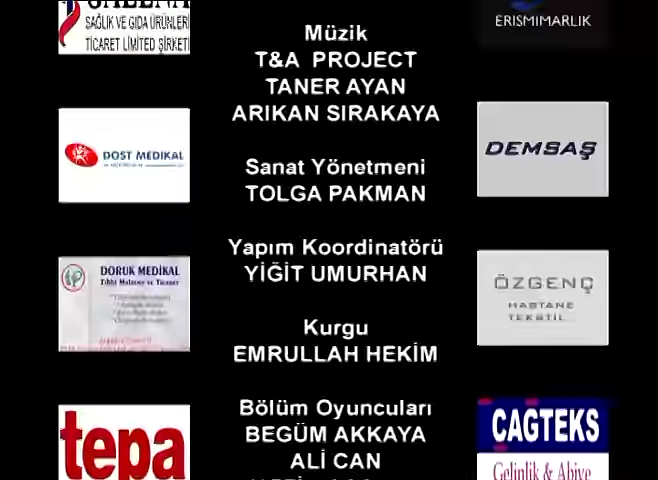 SAĞLIK VE GIDA ÜRÜNLERİ
TİCARET LİMİTED ŞİRKETİ
DOST MEDİKAL
DORUK MEDİKAL
Tıbbi Malzeme ve Ticaret
tepa
Müzik
T&A PROJECT
TANER AYAN
ARIKAN SIRAKAYA
Sanat Yönetmeni
TOLGA PAKMAN
Yapım Koordinatörü
YİĞİT UMURHAN
Kurgu
EMRULLAH HEKİM
Bölüm Oyuncuları
BEGÜM AKKAYA
ALİ CAN
ERISMIMARLIK
DEMSAŞ
ÖZGENÇ
HASTANE
TEKSTİL
CAGTEKS
Gelinlik & Abiye